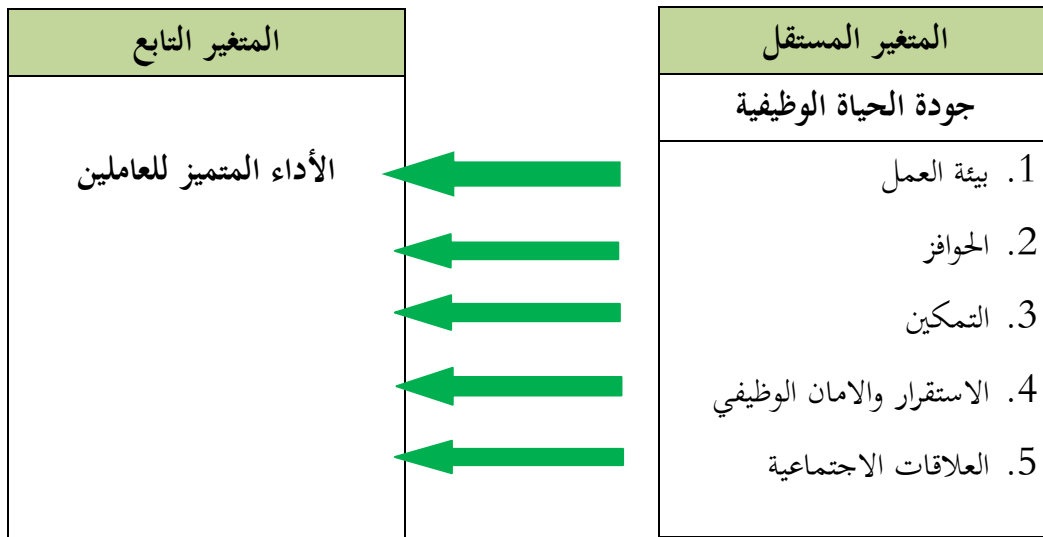 المتغير المستقل
جودة الحياة الوظيفية
1. بيئة العمل
2. الحوافز
3. التمكين
4. الاستقرار والامان الوظيفي
5. العلاقات الاجتماعية
المتغير التابع
الأداء المتميز للعاملين